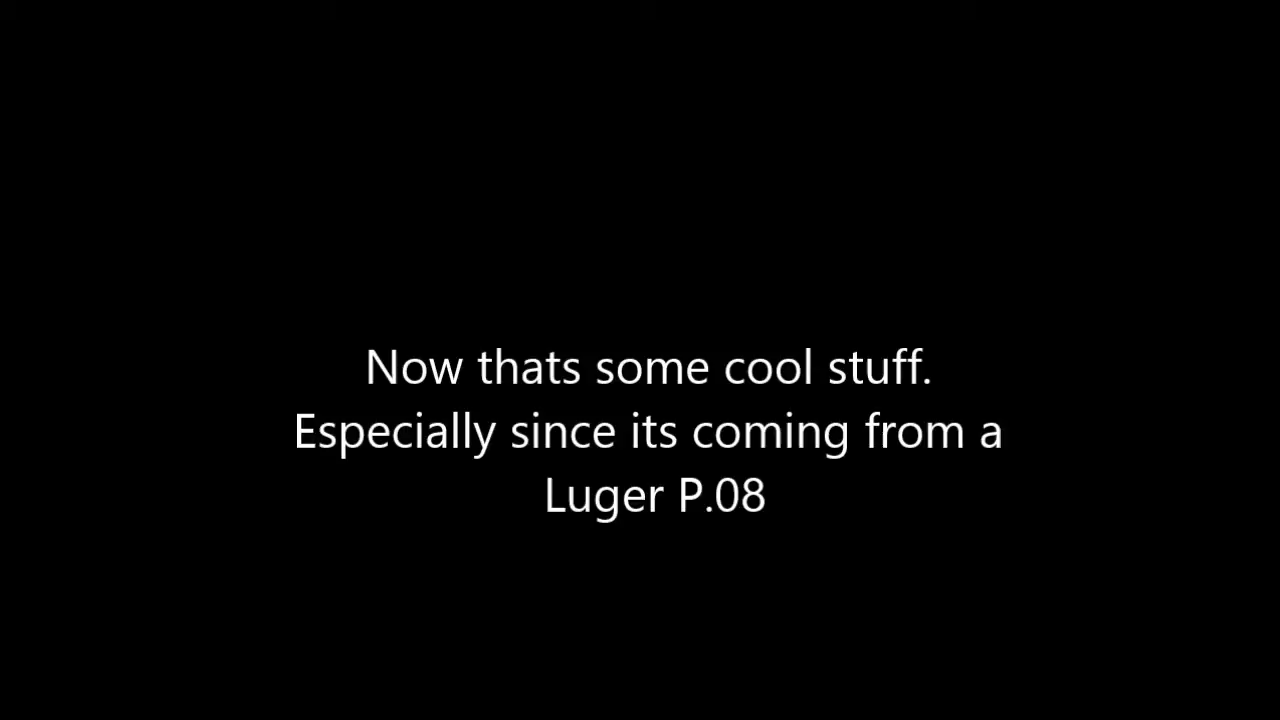 Now thats some cool stuff.
Especially since its coming from a
Luger P.08